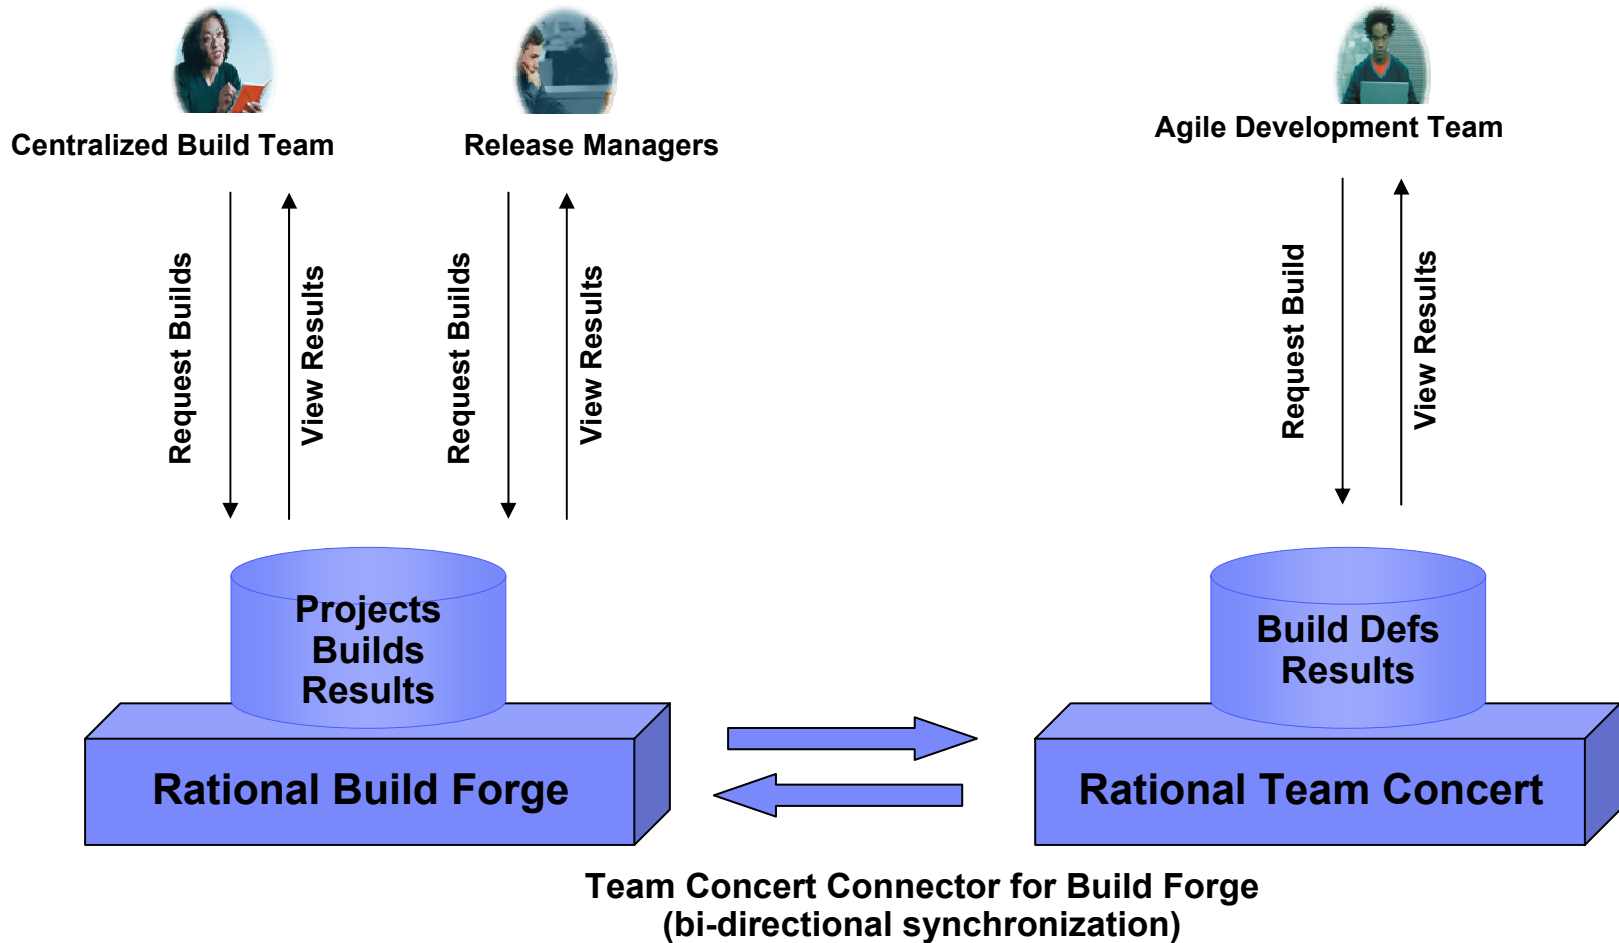 Centralized Build Team
Release Managers
Agile Development Team
Request Builds
View Results
Request Builds
View Results
Request Build
View Results
Projects
Builds
Results
Build Defs
Results
Rational Build Forge
Rational Team Concert
Team Concert Connector for Build Forge
(bi-directional synchronization)